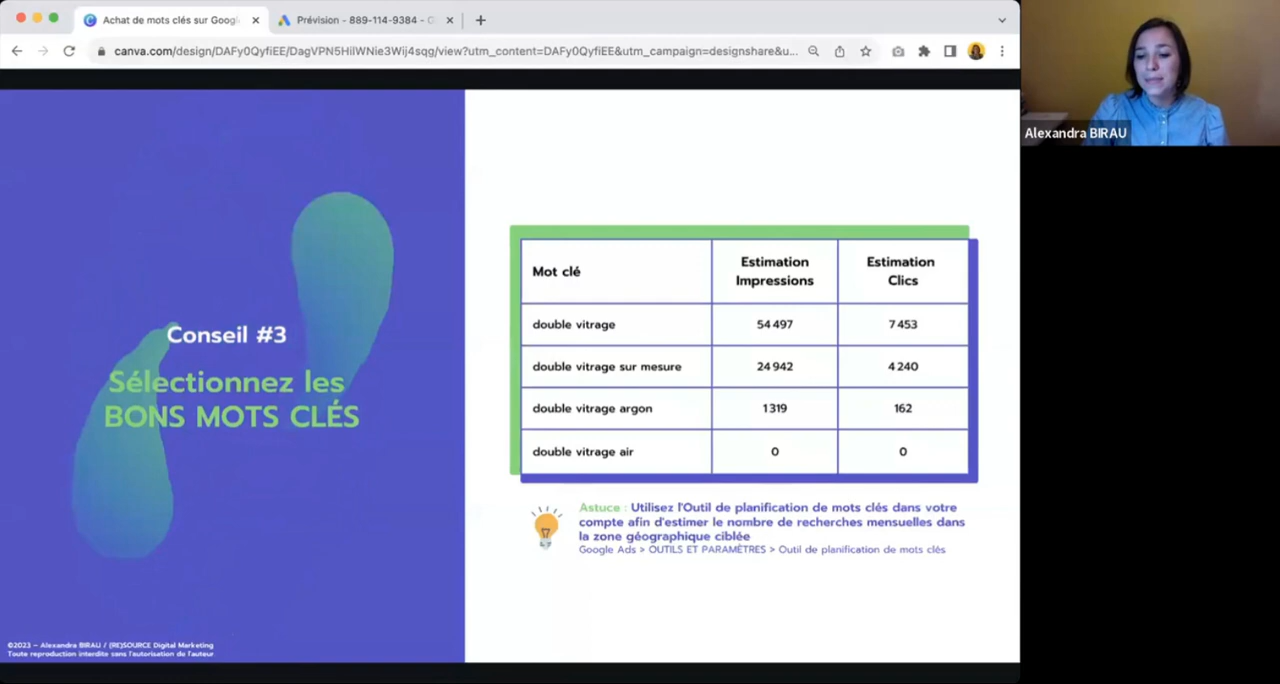 Achat de mots clés sur Googl
Prévision - 889-114-9384 - G
canva.com/design/DAFy0QyfiEE/DagVPN5HilWNie3Wij4sqg/view?utm_content=DAFy0QyfiEE&utm_campaign=designshare&u...
Alexandra BIRAU
Conseil #3
Sélectionnez les
BONS MOTS CLÉS
Mot clé
Estimation
Impressions
Estimation
Clics
double vitrage 54 497 7 453
double vitrage sur mesure 24 942 4 240
double vitrage argon 1 319 162
double vitrage air 0 0
Astuce : Utilisez l'Outil de planification de mots clés dans votre
compte afin d'estimer le nombre de recherches mensuelles dans
la zone géographique ciblée
Google Ads > OUTILS ET PARAMÈTRES > Outil de planification de mots clés
©2023 – Alexandra BIRAU / (RE)SOURCE Digital Marketing
Toute reproduction interdite sans l'autorisation de l'auteur